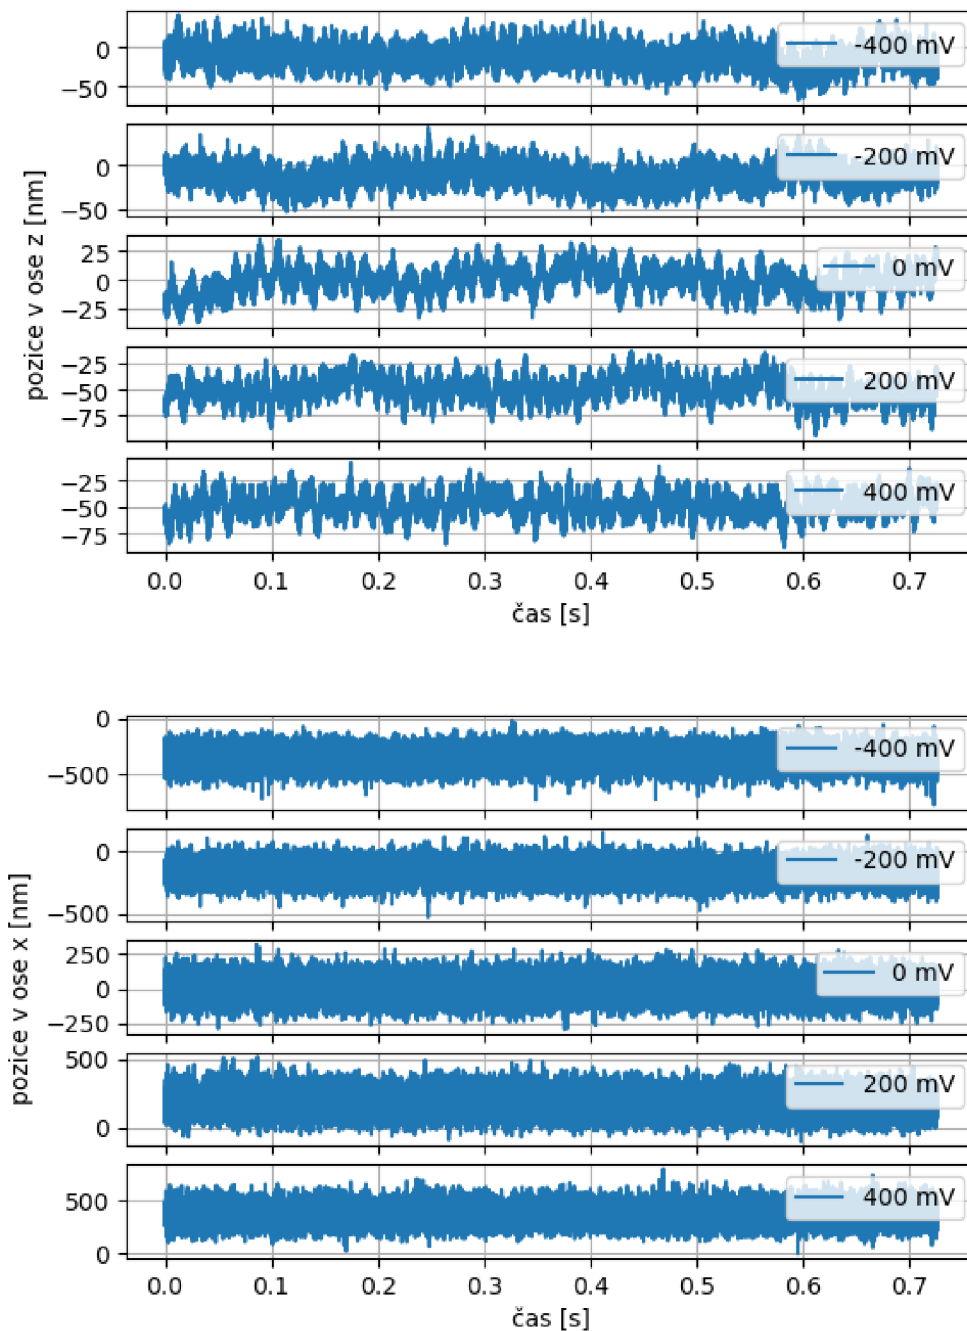 0
−50
-400 mV
0
−50
-200 mV
25
0
−25
0 mV
−25
−50
−75
200 mV
−25
−50
−75
400 mV
pozice v ose z [nm]
0.0 0.1 0.2 0.3 0.4 0.5 0.6 0.7
čas [s]
0
−500
-400 mV
0
−500
-200 mV
250
0
−250
0 mV
500
0
200 mV
500
0
400 mV
pozice v ose x [nm]
0.0 0.1 0.2 0.3 0.4 0.5 0.6 0.7
čas [s]